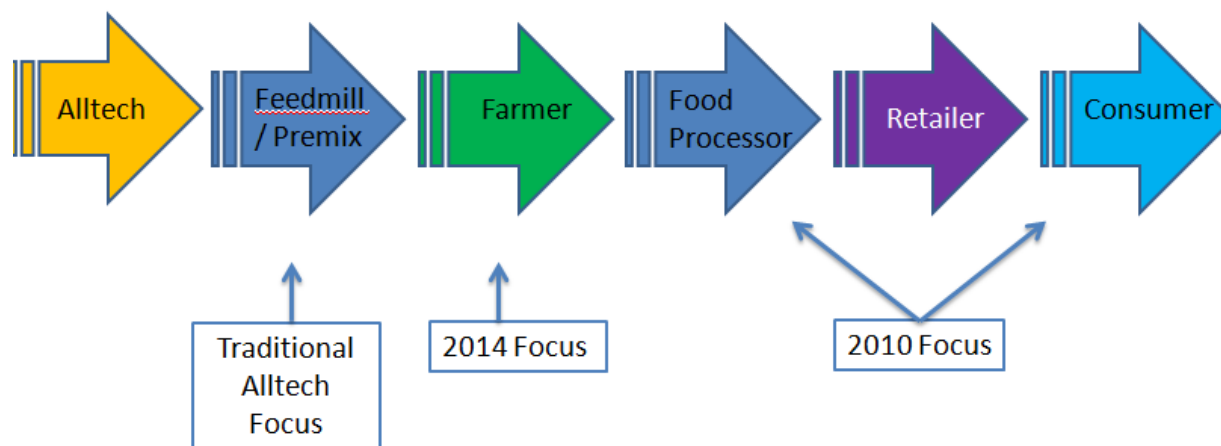 Alltech
Feedmill
/ Premix
Farmer
Food
Processor
Retailer
Consumer
Traditional
Alltech
Focus
2014 Focus
2010 Focus